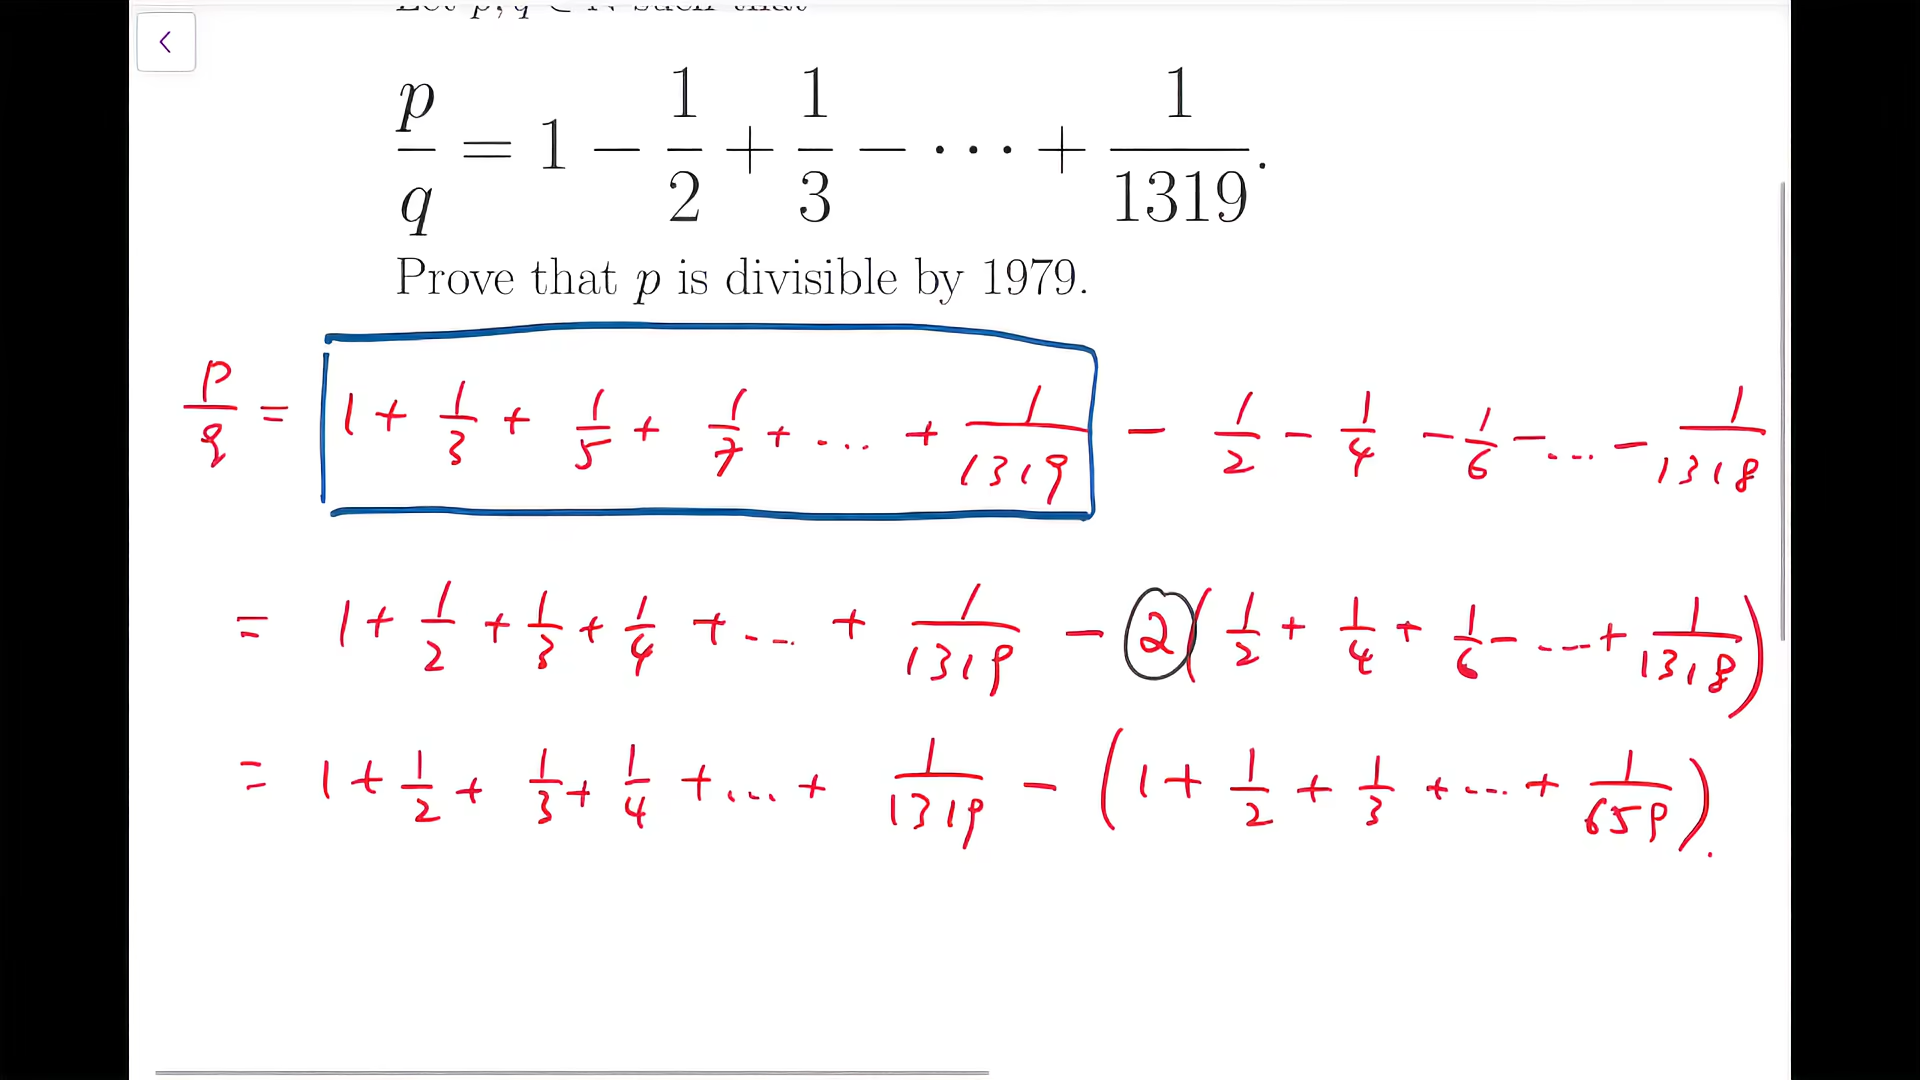 Let p, q ∈ N such that
p/q = 1 − 1/2 + 1/3 − ⋯ + 1/1319.
Prove that p is divisible by 1979.
p/q = 1 + 1/3 + 1/5 + 1/7 + ... + 1/1319 − 1/2 − 1/4 − 1/6 − ... − 1/1318
= 1 + 1/2 + 1/3 + 1/4 + ... + 1/1319 − 2(1/2 + 1/4 + 1/6 − ... + 1/1318)
= 1 + 1/2 + 1/3 + 1/4 + ... + 1/1319 − (1 + 1/2 + 1/3 + ... + 1/659).